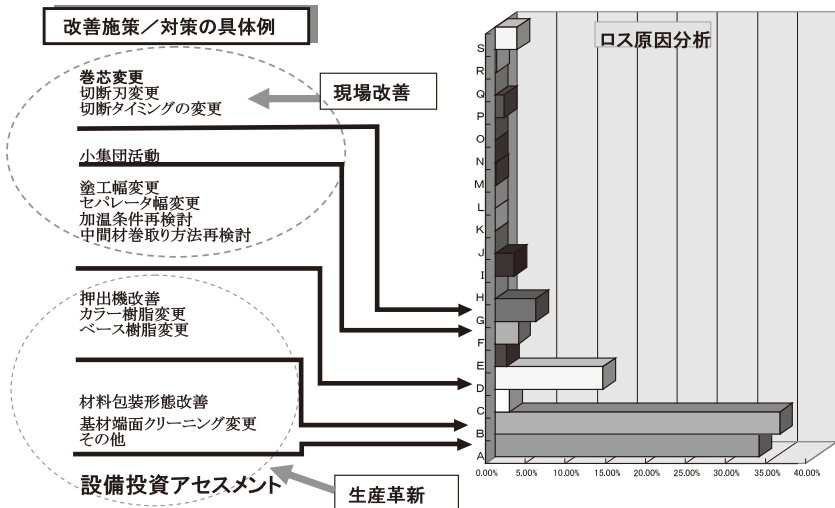 改善施策／対策の具体例
巻芯変更
切断刃変更
切断タイミングの変更
現場改善
小集団活動
塗工幅変更
セパレータ幅変更
加温条件再検討
中間材巻取り方法再検討
押出機改善
カラー樹脂変更
ベース樹脂変更
材料包装形態改善
基材端面クリーニング変更
その他
設備投資アセスメント
生産革新
ロス原因分析
S
R
Q
P
O
N
M
L
K
J
I
H
G
F
E
D
C
B
A
0.00% 5.00% 10.00% 15.00% 20.00% 25.00% 30.00% 35.00% 40.00%